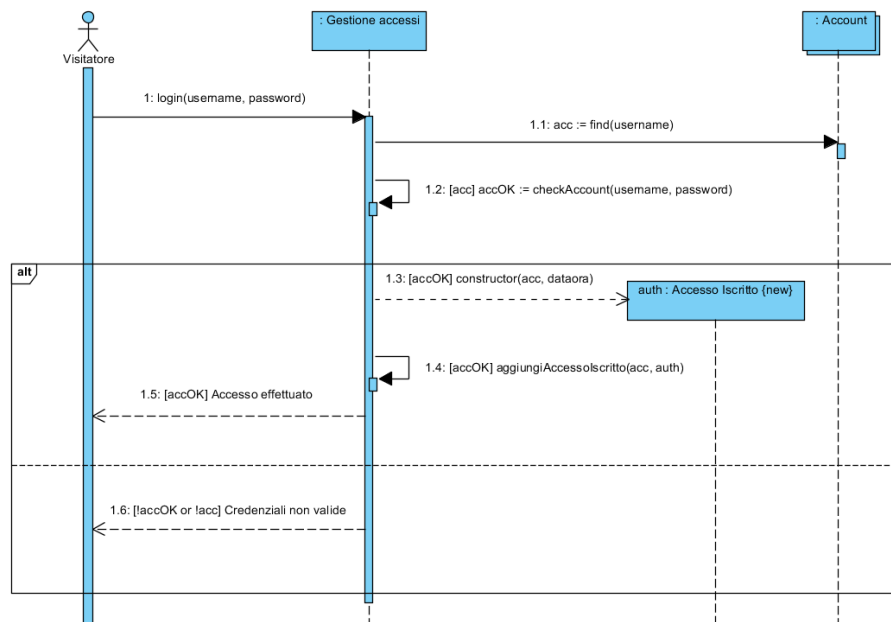 : Gestione accessi
: Account
Visitatore
1: login(username, password)
1.1: acc := find(username)
1.2: [acc] accOK := checkAccount(username, password)
alt
1.3: [accOK] constructor(acc, dataora)
auth : Accesso Iscritto {new}
1.4: [accOK] aggiungiAccessoIscritto(acc, auth)
1.5: [accOK] Accesso effettuato
1.6: [!accOK or !acc] Credenziali non valide